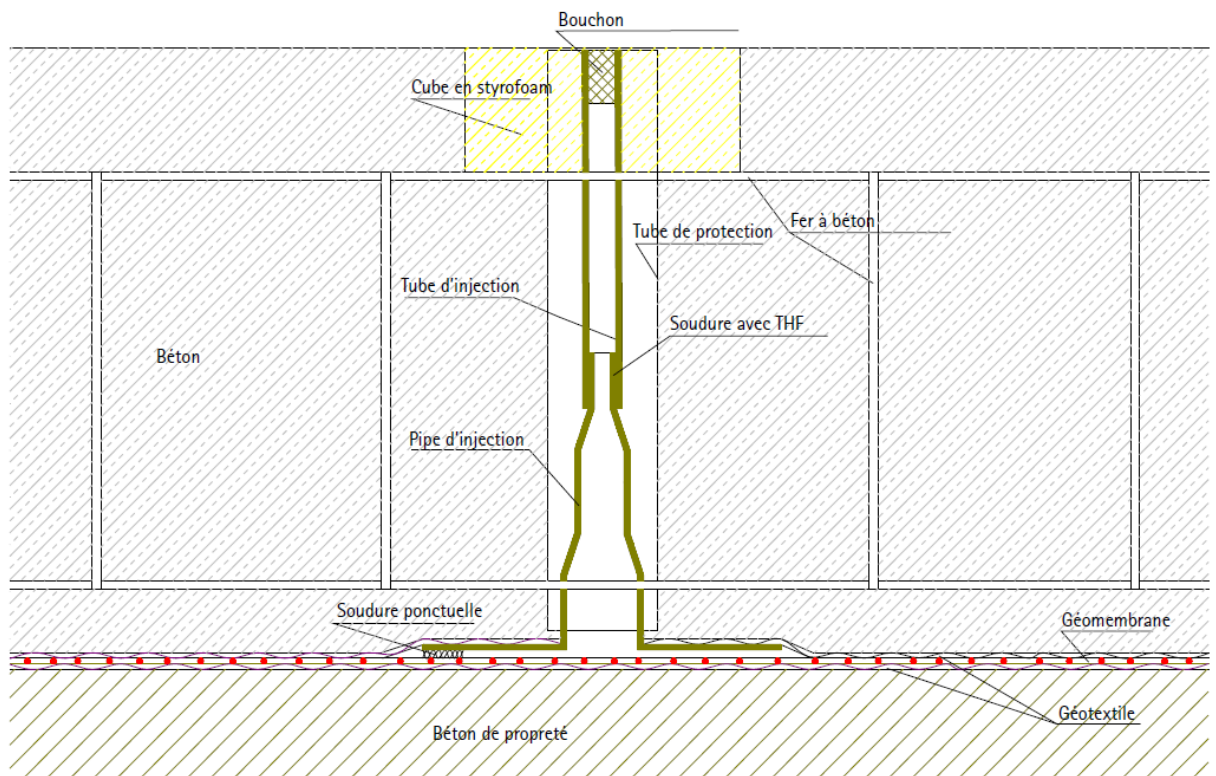 Bouchon
Cube en styrofoam
Fer à béton
Tube de protection
Tube d'injection
Soudure avec THF
Béton
Pipe d'injection
Soudure ponctuelle
Géomembrane
Géotextile
Béton de propreté